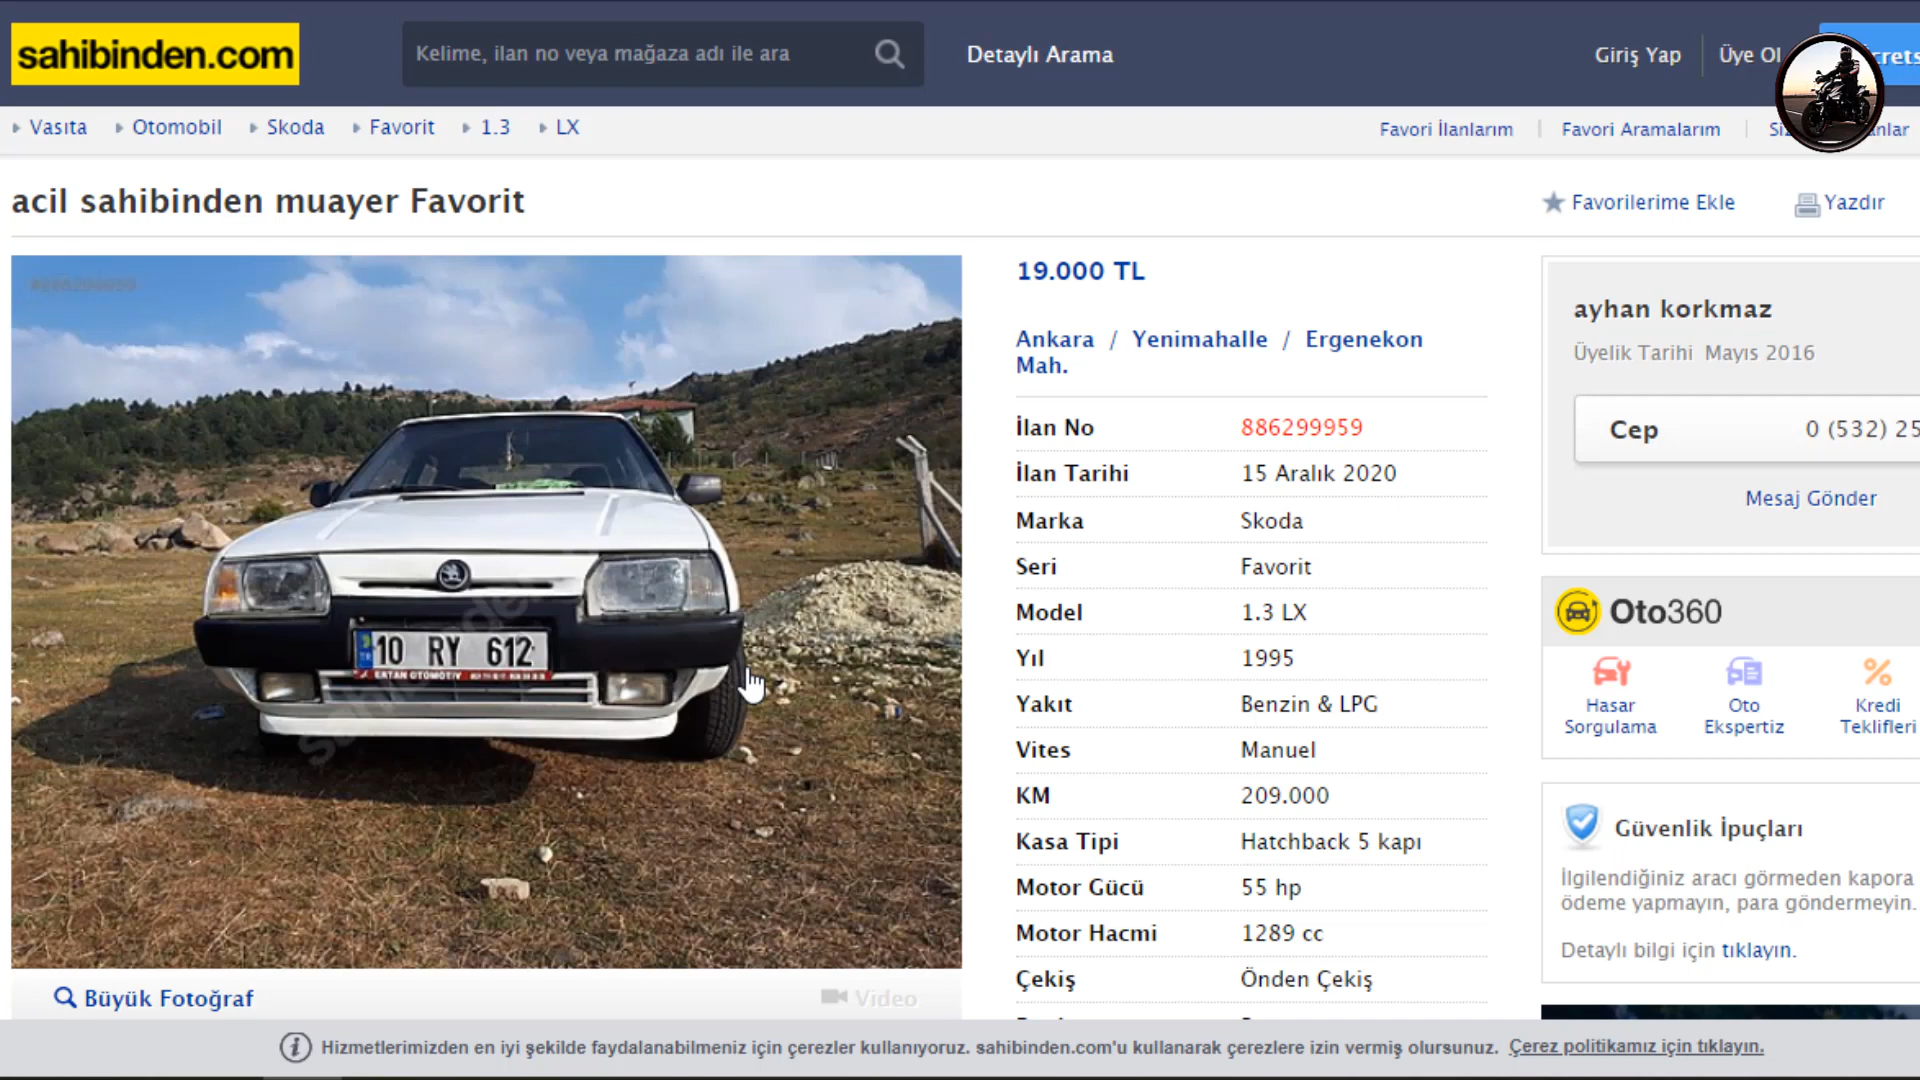 sahibinden.com
Kelime, ilan no veya mağaza adı ile ara
Detaylı Arama
Giriş Yap
Üye Ol
Vasıta
Otomobil
Skoda
Favorit
1.3
LX
Favori İlanlarım
Favori Aramalarım
acil sahibinden muayer Favorit
Favorilerime Ekle
Yazdır
10 RY 612
TR
ERTAN OTOMOTİV
Büyük Fotoğraf
Video
19.000 TL
Ankara / Yenimahalle / Ergenekon
Mah.
İlan No 886299959
İlan Tarihi 15 Aralık 2020
Marka Skoda
Seri Favorit
Model 1.3 LX
Yıl 1995
Yakıt Benzin & LPG
Vites Manuel
KM 209.000
Kasa Tipi Hatchback 5 kapı
Motor Gücü 55 hp
Motor Hacmi 1289 cc
Çekiş Önden Çekiş
ayhan korkmaz
Üyelik Tarihi Mayıs 2016
Cep 0 (532) 25
Mesaj Gönder
Oto360
Hasar
Sorgulama
Oto
Ekspertiz
Kredi
Teklifleri
Güvenlik İpuçları
İlgilendiğiniz aracı görmeden kapora
ödeme yapmayın, para göndermeyin.
Detaylı bilgi için tıklayın.
Hizmetlerimizden en iyi şekilde faydalanabilmeniz için çerezler kullanıyoruz. sahibinden.com'u kullanarak çerezlere izin vermiş olursunuz. Çerez politikamız için tıklayın.